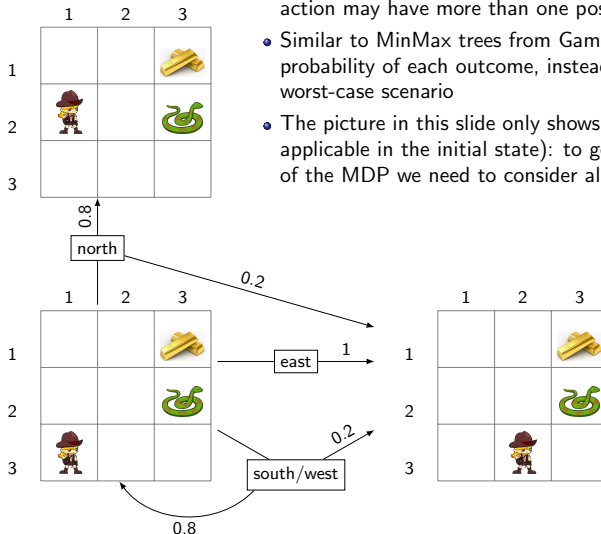 action may have more than one pos
• Similar to MinMax trees from Gam
probability of each outcome, instea
worst-case scenario
• The picture in this slide only shows
applicable in the initial state): to g
of the MDP we need to consider al
1 2 3
1
2
3
0.8
north
0.2
1 2 3
1
2
3
east
1
south/west
0.2
0.8
1 2 3
1
2
3